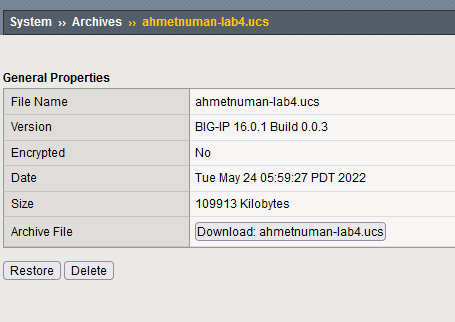 System ›› Archives ›› ahmetnuman-lab4.ucs
General Properties
File Name ahmetnuman-lab4.ucs
Version BIG-IP 16.0.1 Build 0.0.3
Encrypted No
Date Tue May 24 05:59:27 PDT 2022
Size 109913 Kilobytes
Archive File Download: ahmetnuman-lab4.ucs
Restore Delete